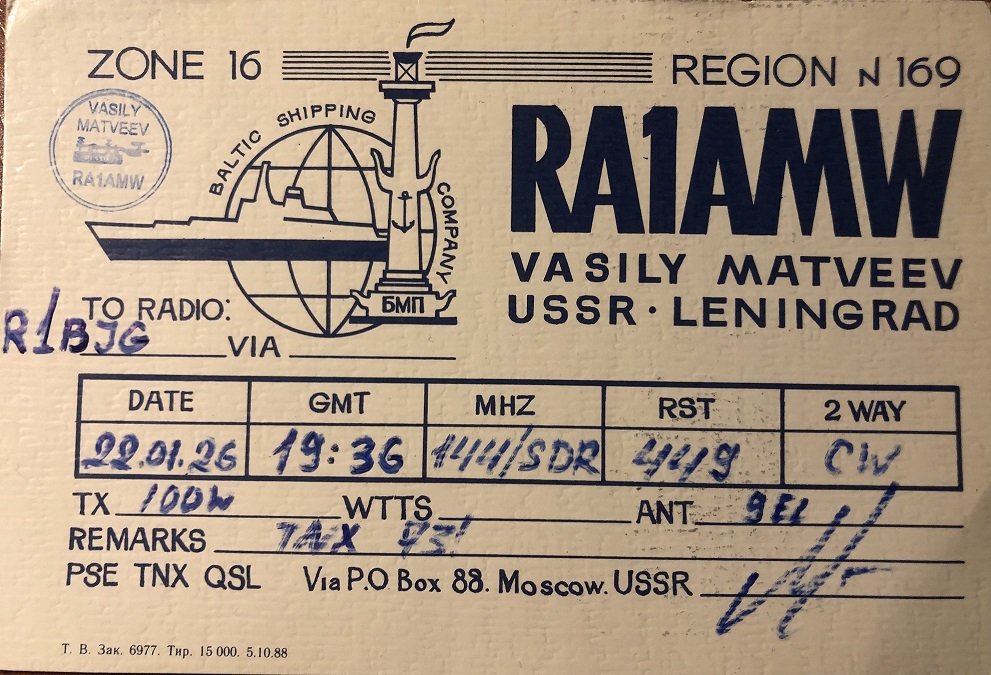 ZONE 16
REGION N 169
VASILY
MATVEEV
RA1AMW
BALTIC SHIPPING
COMPANY
БМП
RA1AMW
VASILY MATVEEV
USSR · LENINGRAD
TO RADIO:
R1BJG VIA
DATE GMT MHZ RST 2 WAY
22.01.26 19:36 144/SDR 449 CW
TX 100W WTTS ANT 9EL
REMARKS TNX 73!
PSE TNX QSL Via P.O Box 88. Moscow. USSR
Т. В. Зак. 6977. Тир. 15 000. 5.10.88